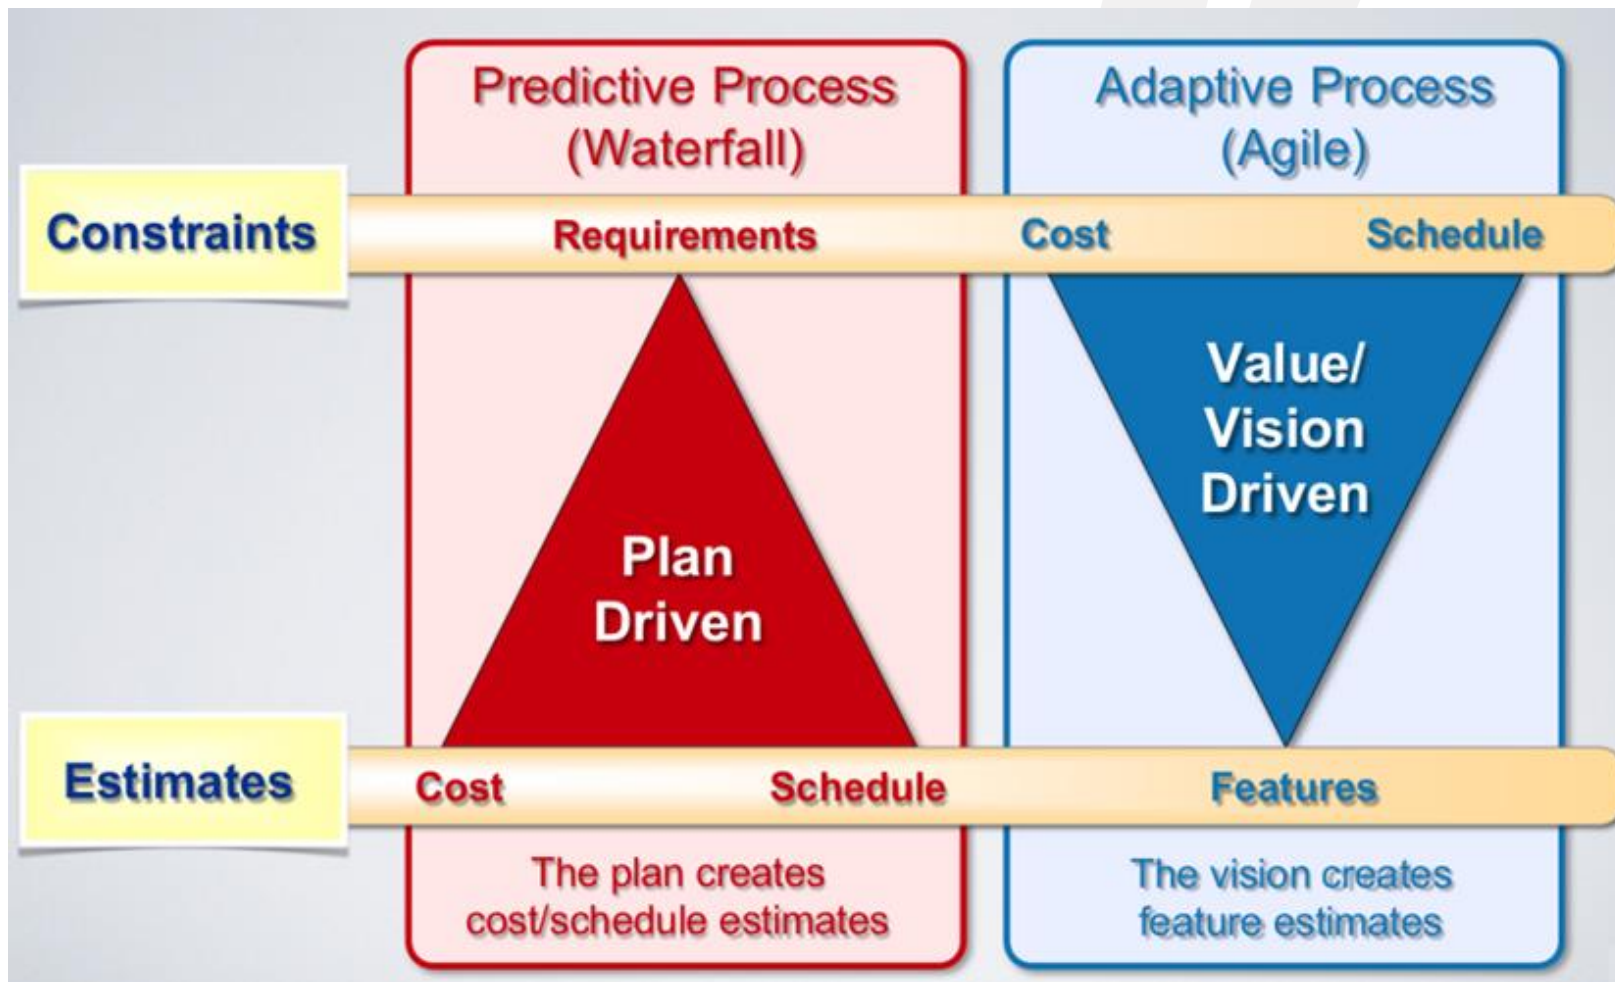 Predictive Process
(Waterfall)
Adaptive Process
(Agile)
Constraints
Requirements
Cost
Schedule
Plan
Driven
Value/
Vision
Driven
Estimates
Cost
Schedule
Features
The plan creates
cost/schedule estimates
The vision creates
feature estimates